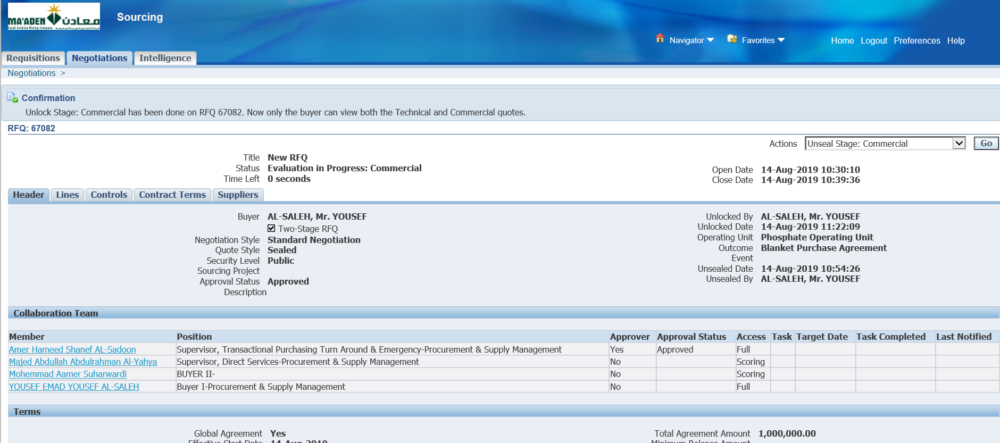 MA'ADEN معادن
Saudi Arabian Mining Company
Sourcing
Navigator Favorites Home Logout Preferences Help
Requisitions Negotiations Intelligence
Negotiations >
Confirmation
Unlock Stage: Commercial has been done on RFQ 67082. Now only the buyer can view both the Technical and Commercial quotes.
RFQ: 67082
Actions Unseal Stage: Commercial Go
Title New RFQ
Status Evaluation in Progress: Commercial
Time Left 0 seconds
Open Date 14-Aug-2019 10:30:10
Close Date 14-Aug-2019 10:39:36
Header Lines Controls Contract Terms Suppliers
Buyer AL-SALEH, Mr. YOUSEF
Two-Stage RFQ
Negotiation Style Standard Negotiation
Quote Style Sealed
Security Level Public
Sourcing Project
Approval Status Approved
Description
Unlocked By AL-SALEH, Mr. YOUSEF
Unlocked Date 14-Aug-2019 11:22:09
Operating Unit Phosphate Operating Unit
Outcome Blanket Purchase Agreement
Event
Unsealed Date 14-Aug-2019 10:54:26
Unsealed By AL-SALEH, Mr. YOUSEF
Collaboration Team
Member Position Approver Approval Status Access Task Target Date Task Completed Last Notified
Amer Hameed Shanef AL-Sadoon Supervisor, Transactional Purchasing Turn Around & Emergency-Procurement & Supply Management Yes Approved Full
Majed Abdullah Abdulrahman Al-Yahya Supervisor, Direct Services-Procurement & Supply Management No Scoring
Mohemmad Aamer Suharwardi BUYER II- No Scoring
YOUSEF EMAD YOUSEF AL-SALEH Buyer I-Procurement & Supply Management No Full
Terms
Global Agreement Yes
Effective Start Date 14-Aug-2019
Total Agreement Amount 1,000,000.00
Minimum Release Amount